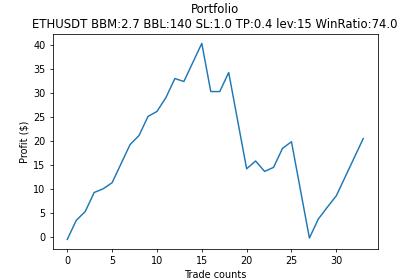 Portfolio
ETHUSDT BBM:2.7 BBL:140 SL:1.0 TP:0.4 lev:15 WinRatio:74.0
40
35
30
25
20
15
10
5
0
Profit ($)
0 5 10 15 20 25 30
Trade counts